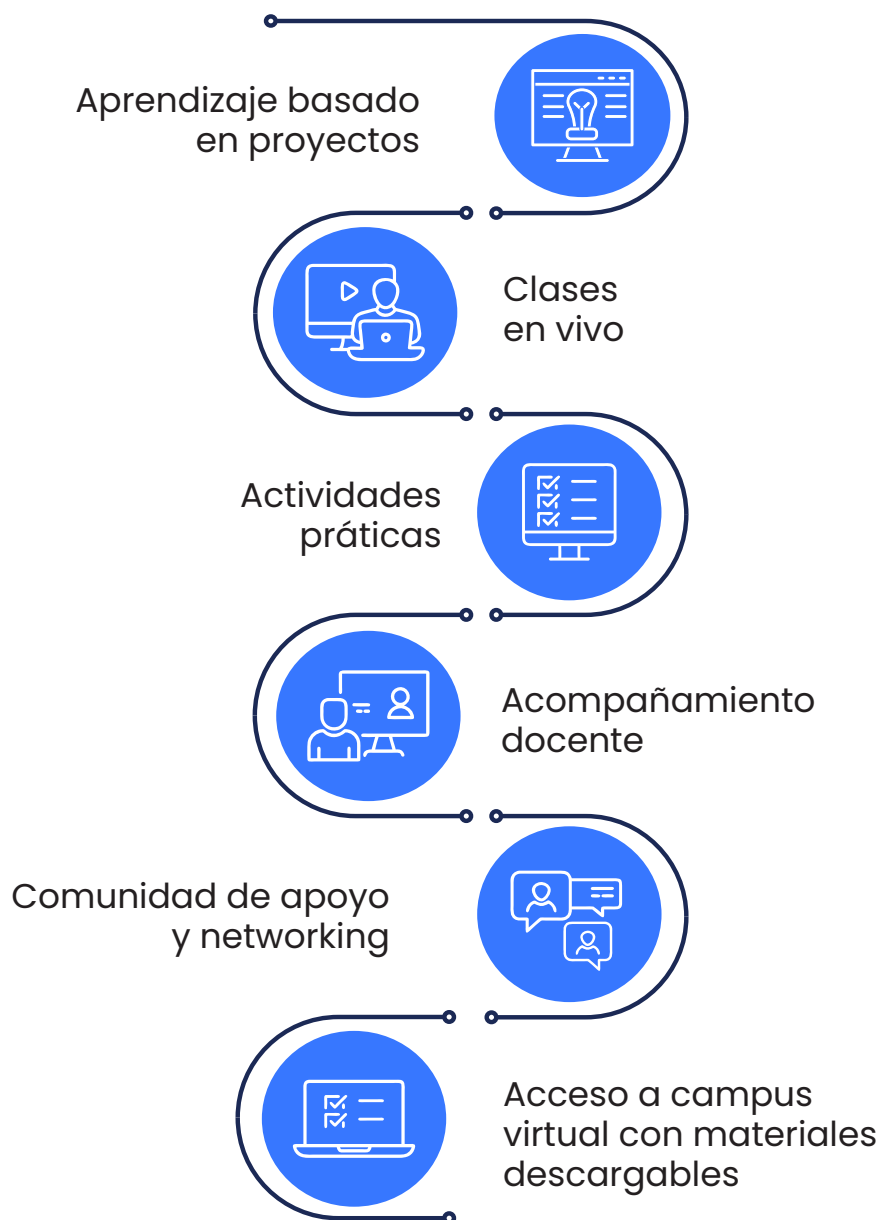 Aprendizaje basado
en proyectos
Clases
en vivo
Actividades
práticas
Acompañamiento
docente
Comunidad de apoyo
y networking
Acceso a campus
virtual con materiales
descargables